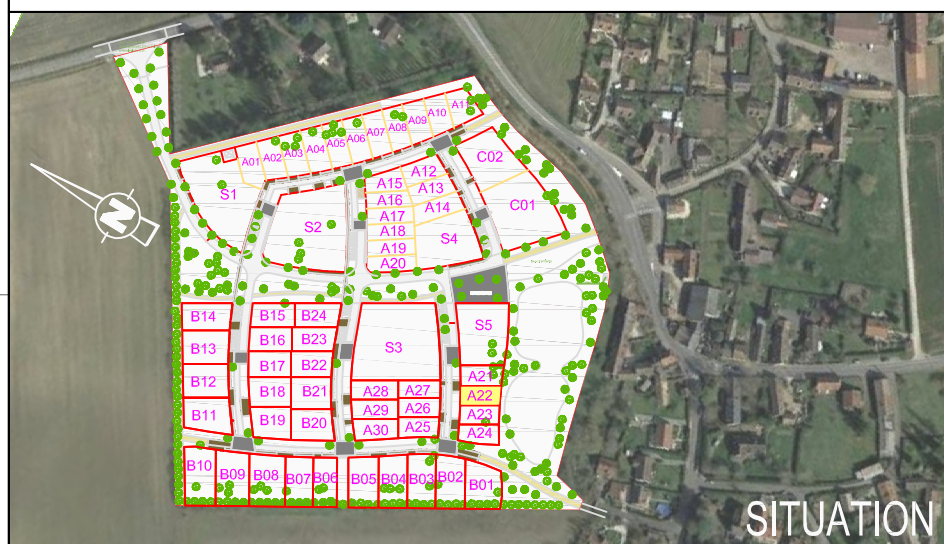 A11
A10
A09
A08
A07
A06
A05
A04
A03
A02
A01
C02
C01
S1
S2
A15
A12
A16
A13
A17
A14
A18
S4
A19
A20
N
B14
B15
B24
S3
S5
B13
B16
B23
B17
B22
B12
B18
B21
A28
A27
A21
A22
B11
B19
B20
A29
A26
A23
A30
A25
A24
B10
B09
B08
B07
B06
B05
B04
B03
B02
B01
SITUATION